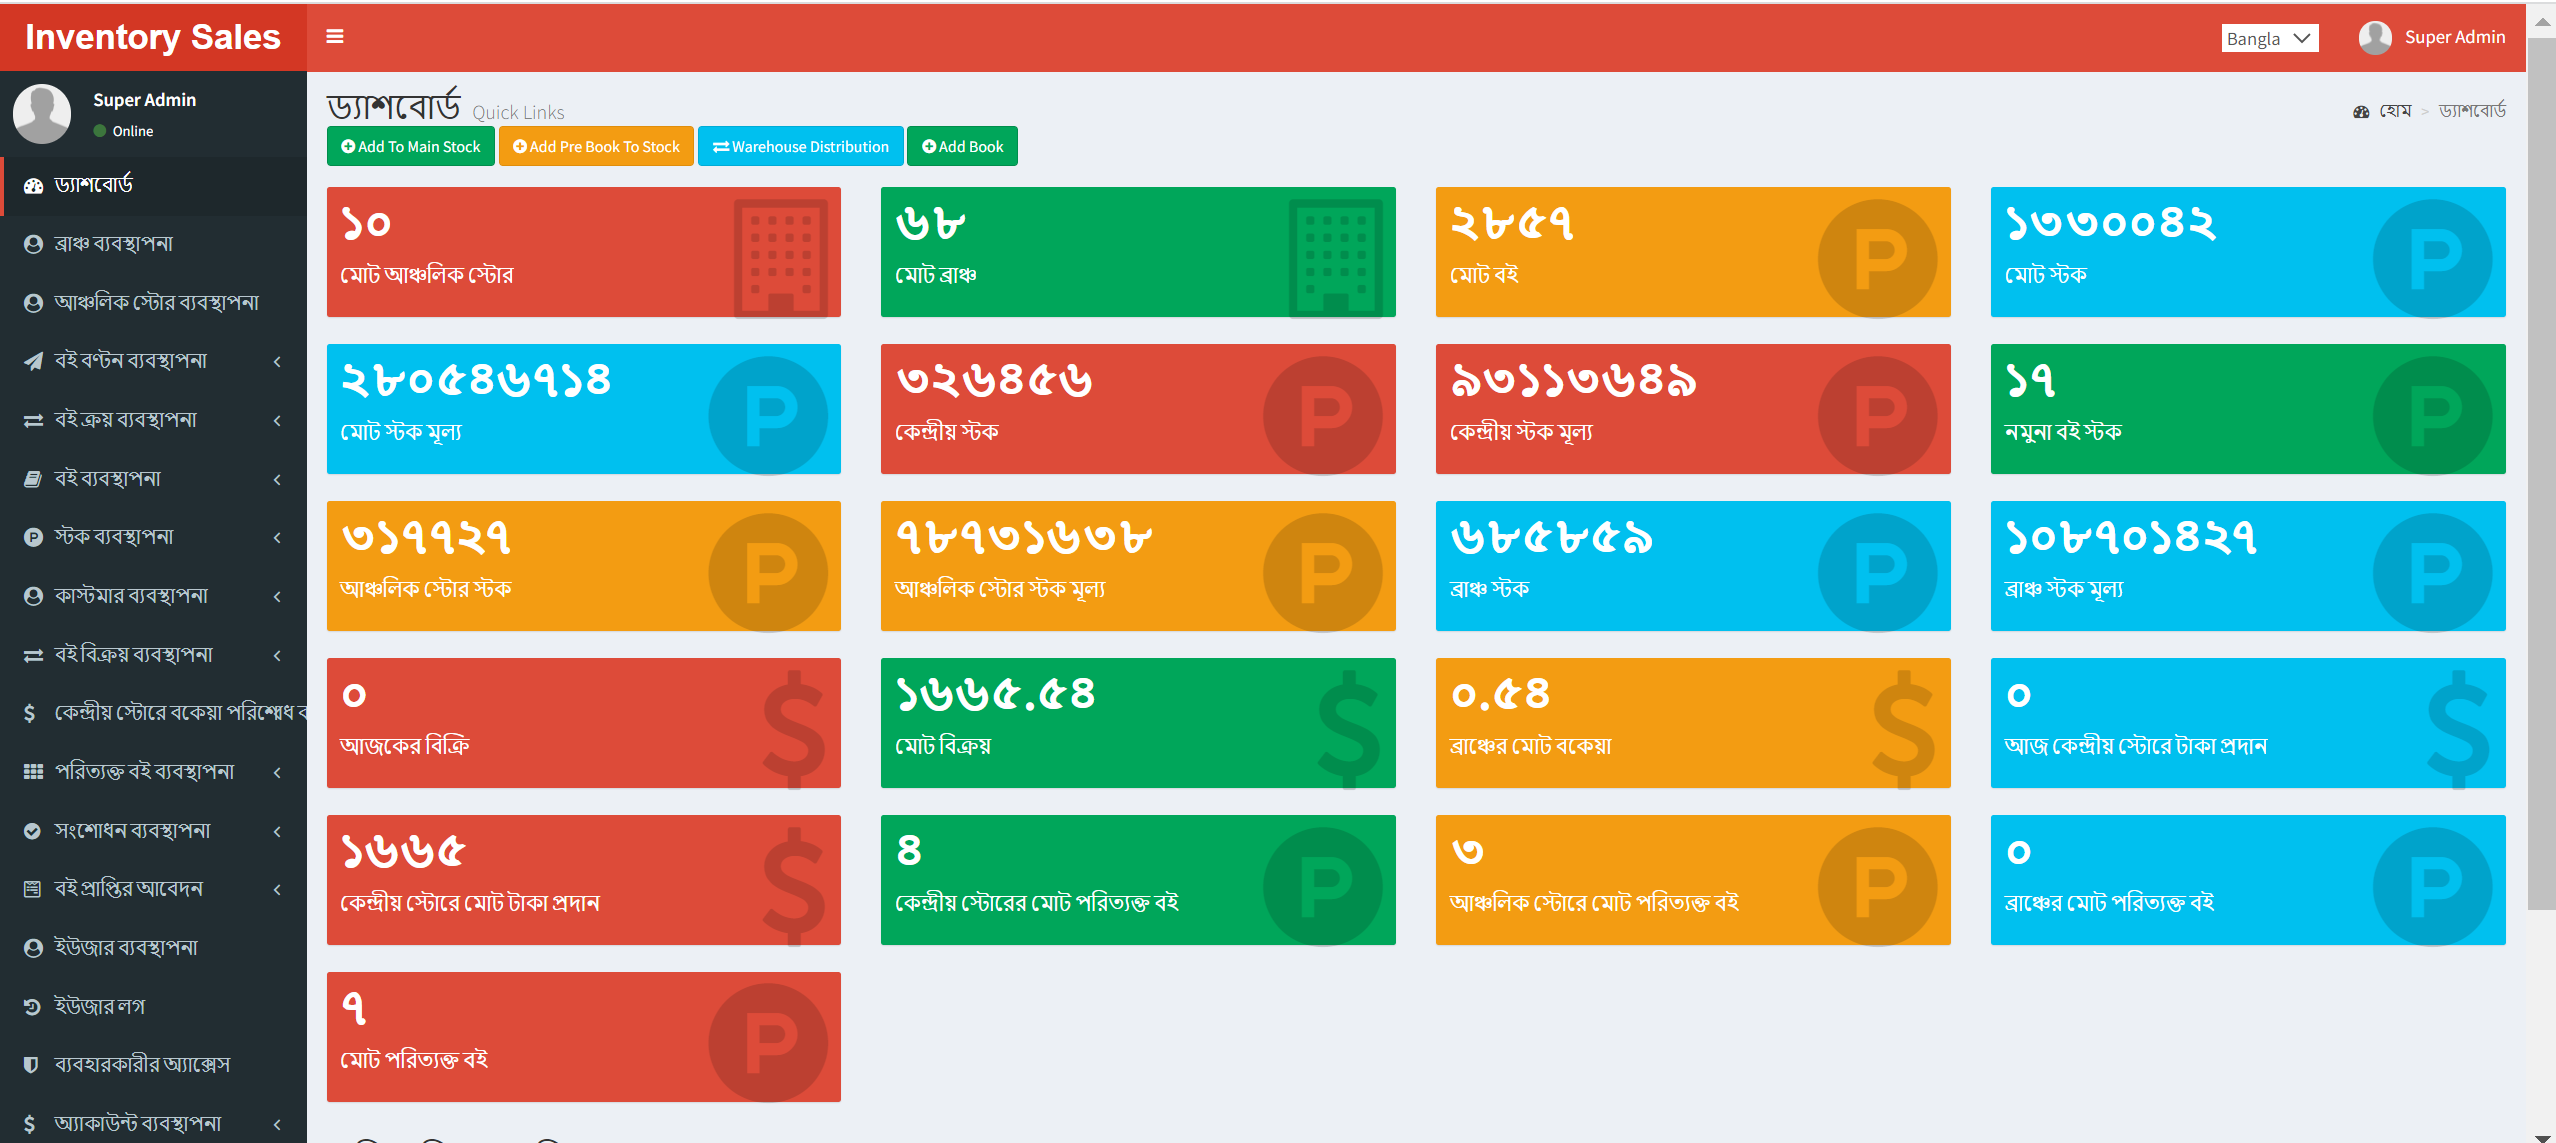 Inventory Sales
Bangla
Super Admin
Super Admin
Online
ড্যাশবোর্ড
ব্রাঞ্চ ব্যবস্থাপনা
আঞ্চলিক স্টোর ব্যবস্থাপনা
বই বণ্টন ব্যবস্থাপনা
বই ক্রয় ব্যবস্থাপনা
বই ব্যবস্থাপনা
স্টক ব্যবস্থাপনা
কাস্টমার ব্যবস্থাপনা
বই বিক্রয় ব্যবস্থাপনা
কেন্দ্রীয় স্টোরে বকেয়া পরিশোধ
পরিত্যক্ত বই ব্যবস্থাপনা
সংশোধন ব্যবস্থাপনা
বই প্রাপ্তির আবেদন
ইউজার ব্যবস্থাপনা
ইউজার লগ
ব্যবহারকারীর অ্যাক্সেস
অ্যাকাউন্ট ব্যবস্থাপনা
ড্যাশবোর্ড Quick Links
হোম > ড্যাশবোর্ড
Add To Main Stock Add Pre Book To Stock Warehouse Distribution Add Book
১০
মোট আঞ্চলিক স্টোর
৬৮
মোট ব্রাঞ্চ
২৮৫৭
মোট বই
১৩৩০০৪২
মোট স্টক
২৮০৫৪৬৭১৪
মোট স্টক মূল্য
৩২৬৪৫৬
কেন্দ্রীয় স্টক
৯৩১১৩৬৪৯
কেন্দ্রীয় স্টক মূল্য
১৭
নমুনা বই স্টক
৩১৭৭২৭
আঞ্চলিক স্টোর স্টক
৭৮৭৩১৬৩৮
আঞ্চলিক স্টোর স্টক মূল্য
৬৮৫৮৫৯
ব্রাঞ্চ স্টক
১০৮৭০১৪২৭
ব্রাঞ্চ স্টক মূল্য
০
আজকের বিক্রি
১৬৬৫.৫৪
মোট বিক্রয়
০.৫৪
ব্রাঞ্চের মোট বকেয়া
০
আজ কেন্দ্রীয় স্টোরে টাকা প্রদান
১৬৬৫
কেন্দ্রীয় স্টোরে মোট টাকা প্রদান
৪
কেন্দ্রীয় স্টোরের মোট পরিত্যক্ত বই
৩
আঞ্চলিক স্টোরে মোট পরিত্যক্ত বই
০
ব্রাঞ্চের মোট পরিত্যক্ত বই
৭
মোট পরিত্যক্ত বই